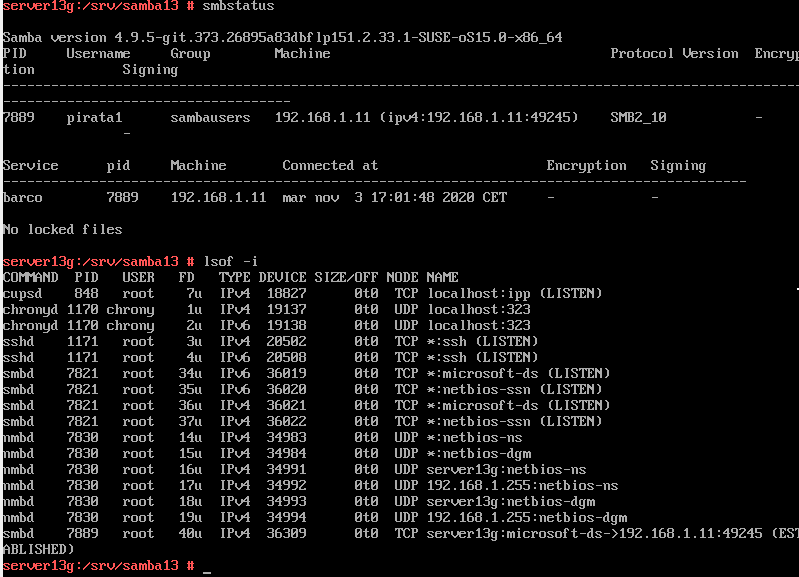 server13g:/srv/samba13 # smbstatus
Samba version 4.9.5-git.373.26895a83dbflp151.2.33.1-SUSE-oS15.0-x86_64
PID     Username     Group        Machine                                   Protocol Version  Encryp
tion           Signing
----------------------------------------------------------------------------------------------------
------------------------------------
7889    pirata1      sambausers   192.168.1.11 (ipv4:192.168.1.11:49245)    SMB2_10           -
               -
Service      pid     Machine       Connected at                     Encryption   Signing
---------------------------------------------------------------------------------------------
barco        7889    192.168.1.11  mar nov  3 17:01:48 2020 CET     -            -
No locked files
server13g:/srv/samba13 # lsof -i
COMMAND  PID   USER   FD   TYPE DEVICE SIZE/OFF NODE NAME
cupsd    848   root    7u  IPv4  18827      0t0  TCP localhost:ipp (LISTEN)
chronyd 1170 chrony    1u  IPv4  19137      0t0  UDP localhost:323
chronyd 1170 chrony    2u  IPv6  19138      0t0  UDP localhost:323
sshd    1171   root    3u  IPv4  20502      0t0  TCP *:ssh (LISTEN)
sshd    1171   root    4u  IPv6  20508      0t0  TCP *:ssh (LISTEN)
smbd    7821   root   34u  IPv6  36019      0t0  TCP *:microsoft-ds (LISTEN)
smbd    7821   root   35u  IPv6  36020      0t0  TCP *:netbios-ssn (LISTEN)
smbd    7821   root   36u  IPv4  36021      0t0  TCP *:microsoft-ds (LISTEN)
smbd    7821   root   37u  IPv4  36022      0t0  TCP *:netbios-ssn (LISTEN)
nmbd    7830   root   14u  IPv4  34983      0t0  UDP *:netbios-ns
nmbd    7830   root   15u  IPv4  34984      0t0  UDP *:netbios-dgm
nmbd    7830   root   16u  IPv4  34991      0t0  UDP server13g:netbios-ns
nmbd    7830   root   17u  IPv4  34992      0t0  UDP 192.168.1.255:netbios-ns
nmbd    7830   root   18u  IPv4  34993      0t0  UDP server13g:netbios-dgm
nmbd    7830   root   19u  IPv4  34994      0t0  UDP 192.168.1.255:netbios-dgm
smbd    7889   root   40u  IPv4  36309      0t0  TCP server13g:microsoft-ds->192.168.1.11:49245 (EST
ABLISHED)
server13g:/srv/samba13 # _